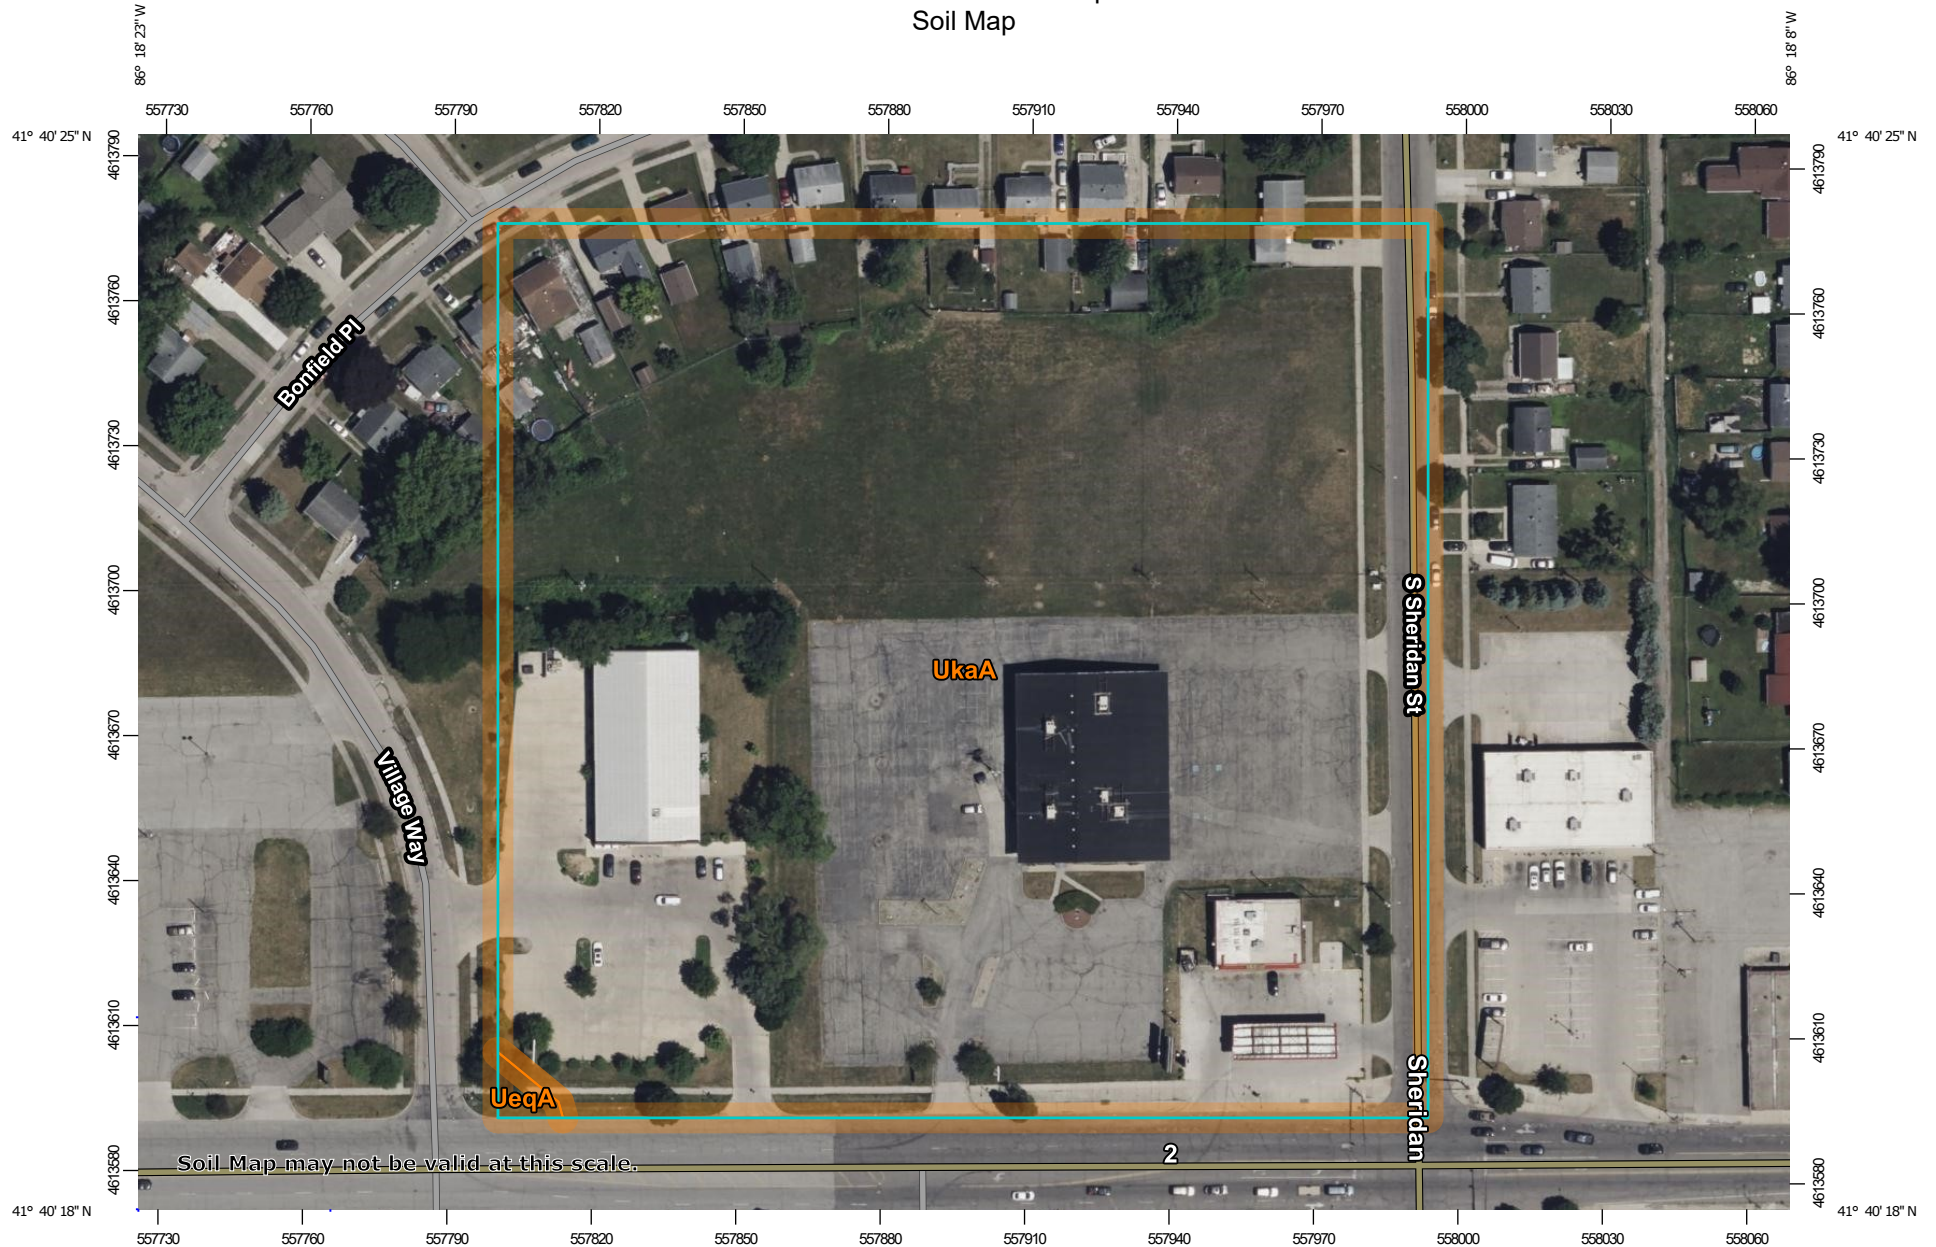 Soil Map
86° 18' 23'' W
86° 18' 8'' W
557730 557760 557790 557820 557850 557880 557910 557940 557970 558000 558030 558060
41° 40' 25'' N
41° 40' 25'' N
4613790
4613790
4613760
4613760
Bonfield Pl
4613730
4613730
4613700
4613700
S Sheridan St
UkaA
4613670
4613670
Village Way
4613640
4613640
4613610
4613610
UeqA
Sheridan
2
Soil Map may not be valid at this scale.
4613580
4613580
41° 40' 18'' N
41° 40' 18'' N
557730 557760 557790 557820 557850 557880 557910 557940 557970 558000 558030 558060